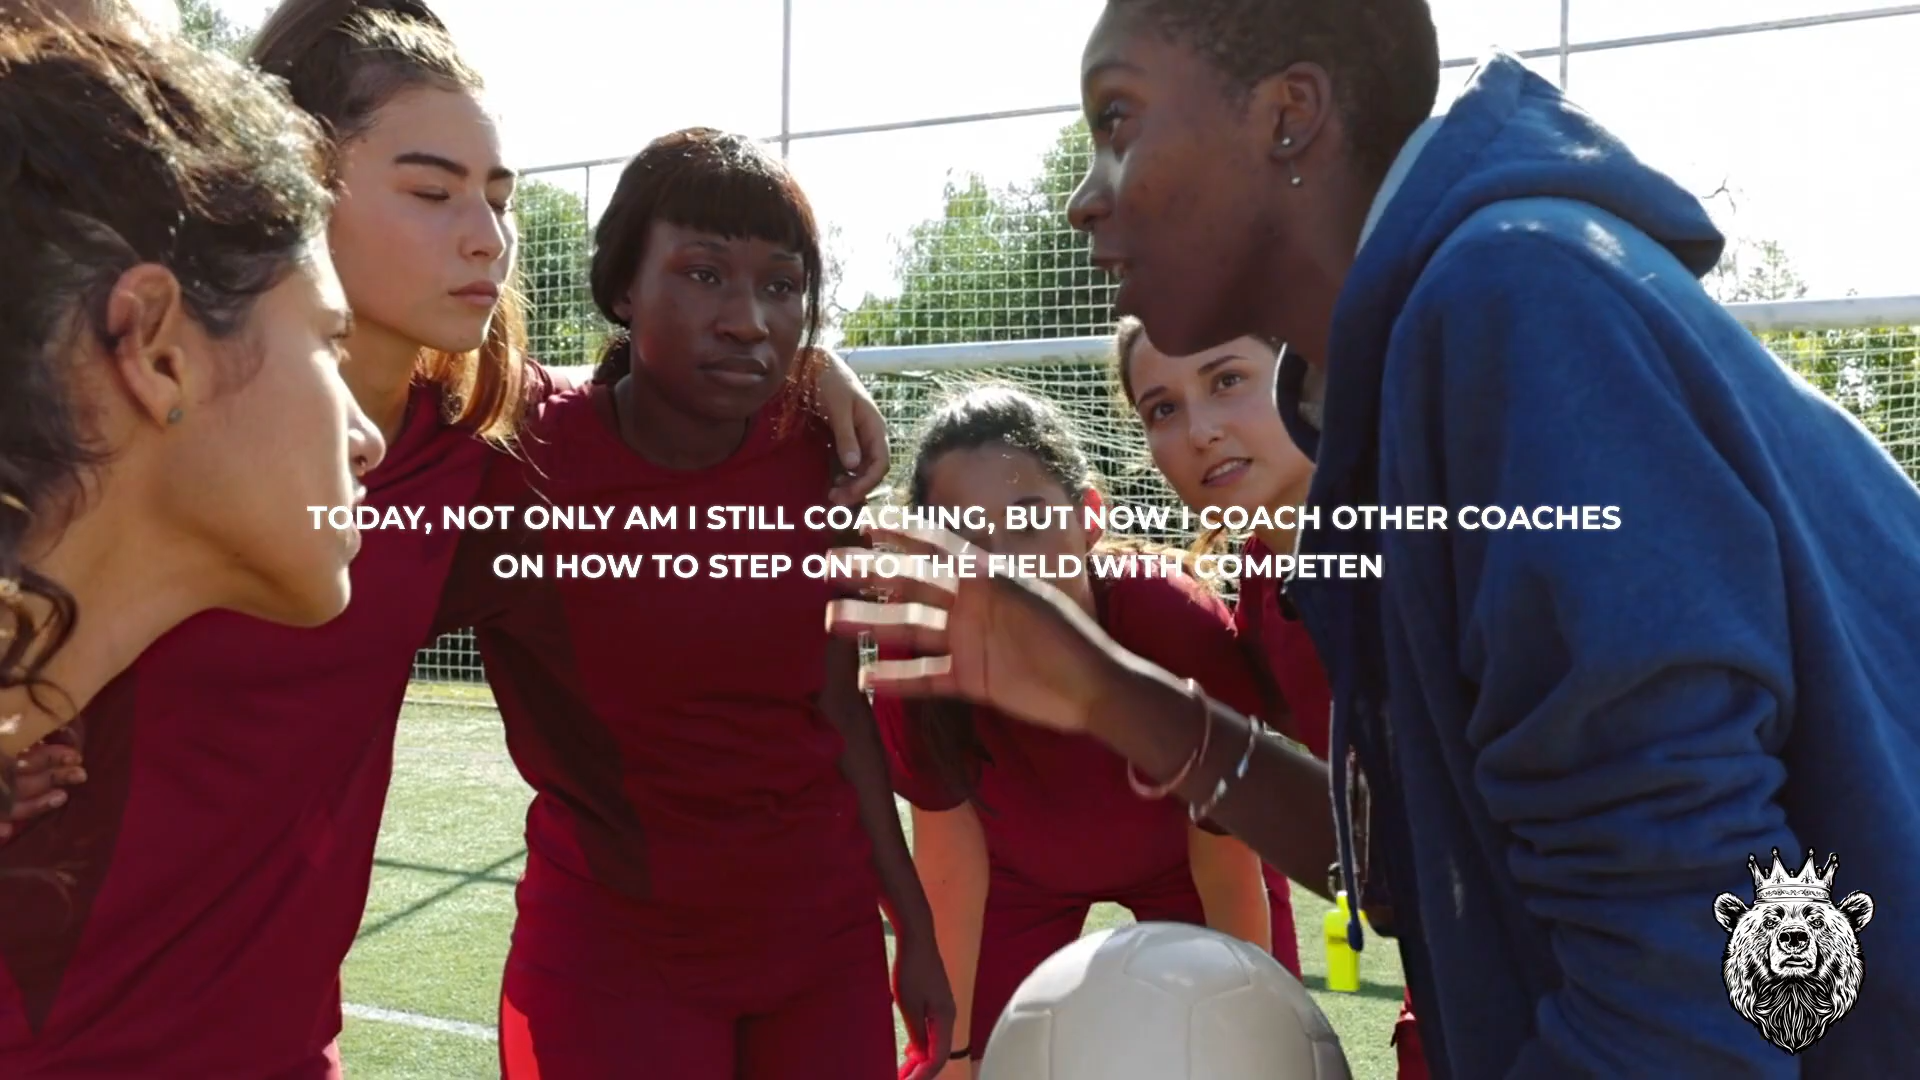 TODAY, NOT ONLY AM I STILL COACHING, BUT NOW I COACH OTHER COACHES
ON HOW TO STEP ONTO THE FIELD WITH COMPETEN